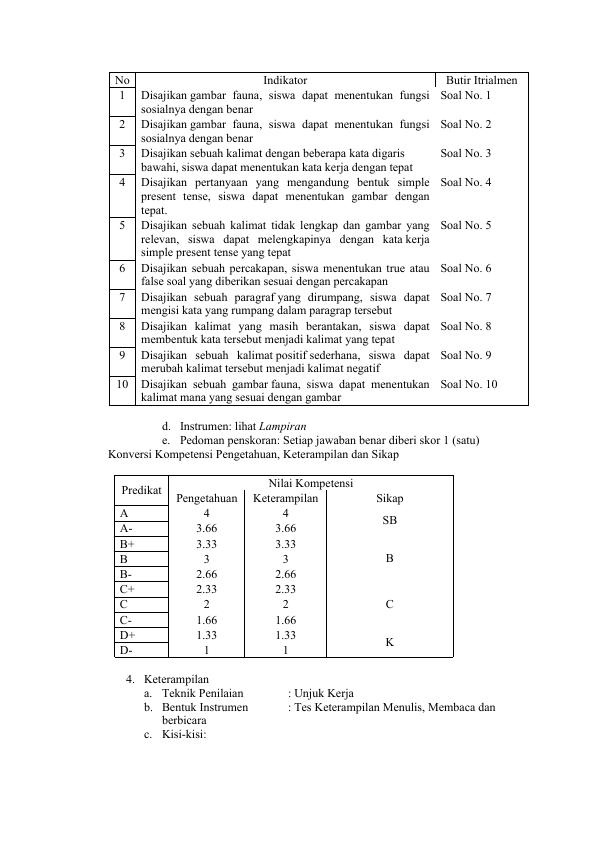 No Indikator Butir Itrialmen
1 Disajikan gambar fauna, siswa dapat menentukan fungsi Soal No. 1
sosialnya dengan benar
2 Disajikan gambar fauna, siswa dapat menentukan fungsi Soal No. 2
sosialnya dengan benar
3 Disajikan sebuah kalimat dengan beberapa kata digaris Soal No. 3
bawahi, siswa dapat menentukan kata kerja dengan tepat
4 Disajikan pertanyaan yang mengandung bentuk simple Soal No. 4
present tense, siswa dapat menentukan gambar dengan
tepat.
5 Disajikan sebuah kalimat tidak lengkap dan gambar yang Soal No. 5
relevan, siswa dapat melengkapinya dengan kata kerja
simple present tense yang tepat
6 Disajikan sebuah percakapan, siswa menentukan true atau Soal No. 6
false soal yang diberikan sesuai dengan percakapan
7 Disajikan sebuah paragraf yang dirumpang, siswa dapat Soal No. 7
mengisi kata yang rumpang dalam paragrap tersebut
8 Disajikan kalimat yang masih berantakan, siswa dapat Soal No. 8
membentuk kata tersebut menjadi kalimat yang tepat
9 Disajikan sebuah kalimat positif sederhana, siswa dapat Soal No. 9
merubah kalimat tersebut menjadi kalimat negatif
10 Disajikan sebuah gambar fauna, siswa dapat menentukan Soal No. 10
kalimat mana yang sesuai dengan gambar
d. Instrumen: lihat Lampiran
e. Pedoman penskoran: Setiap jawaban benar diberi skor 1 (satu)
Konversi Kompetensi Pengetahuan, Keterampilan dan Sikap
Predikat Nilai Kompetensi
Pengetahuan Keterampilan Sikap
A 4 4 SB
A- 3.66 3.66
B+ 3.33 3.33
B 3 3 B
B- 2.66 2.66
C+ 2.33 2.33
C 2 2 C
C- 1.66 1.66
D+ 1.33 1.33 K
D- 1 1
4. Keterampilan
a. Teknik Penilaian : Unjuk Kerja
b. Bentuk Instrumen : Tes Keterampilan Menulis, Membaca dan
berbicara
c. Kisi-kisi: